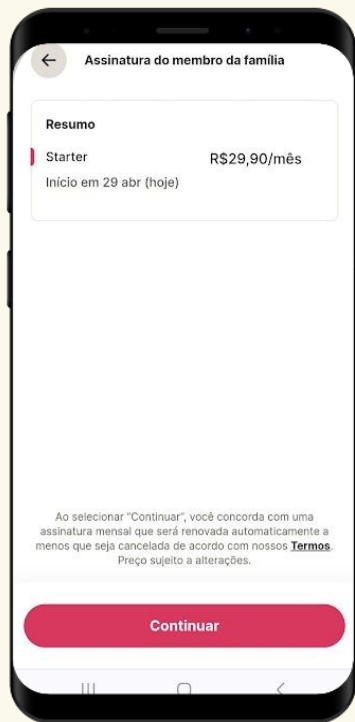 Assinatura do membro da família
Resumo
Starter R$29,90/mês
Início em 29 abr (hoje)
Ao selecionar "Continuar", você concorda com uma
assinatura mensal que será renovada automaticamente a
menos que seja cancelada de acordo com nossos Termos.
Preço sujeito a alterações.
Continuar